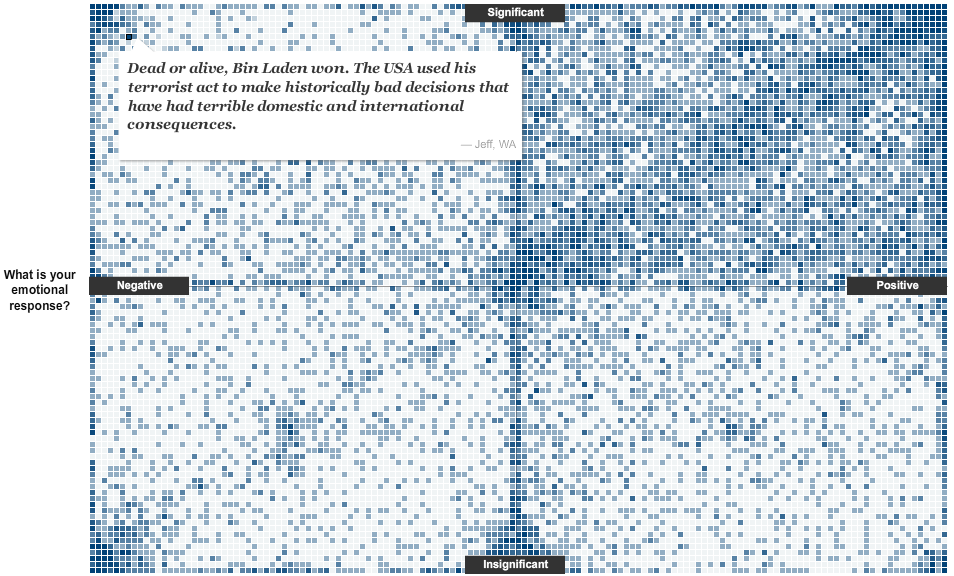 Significant
Dead or alive, Bin Laden won. The USA used his
terrorist act to make historically bad decisions that
have had terrible domestic and international
consequences.
— Jeff, WA
What is your
emotional
response?
Negative
Positive
Insignificant